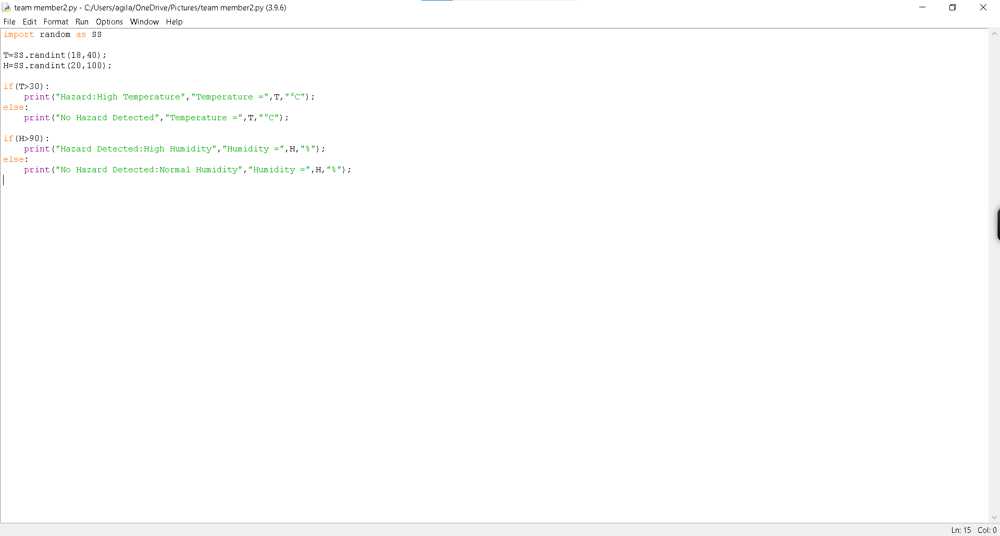 team member2.py - C:/Users/agila/OneDrive/Pictures/team member2.py (3.9.6)
File Edit Format Run Options Window Help
import random as SS
T=SS.randint(18,40);
H=SS.randint(20,100);
if(T>30):
    print("Hazard:High Temperature","Temperature =",T,"°C");
else:
    print("No Hazard Detected","Temperature =",T,"°C");
if(H>90):
    print("Hazard Detected:High Humidity","Humidity =",H,"%");
else:
    print("No Hazard Detected:Normal Humidity","Humidity =",H,"%");
Ln: 15 Col: 0